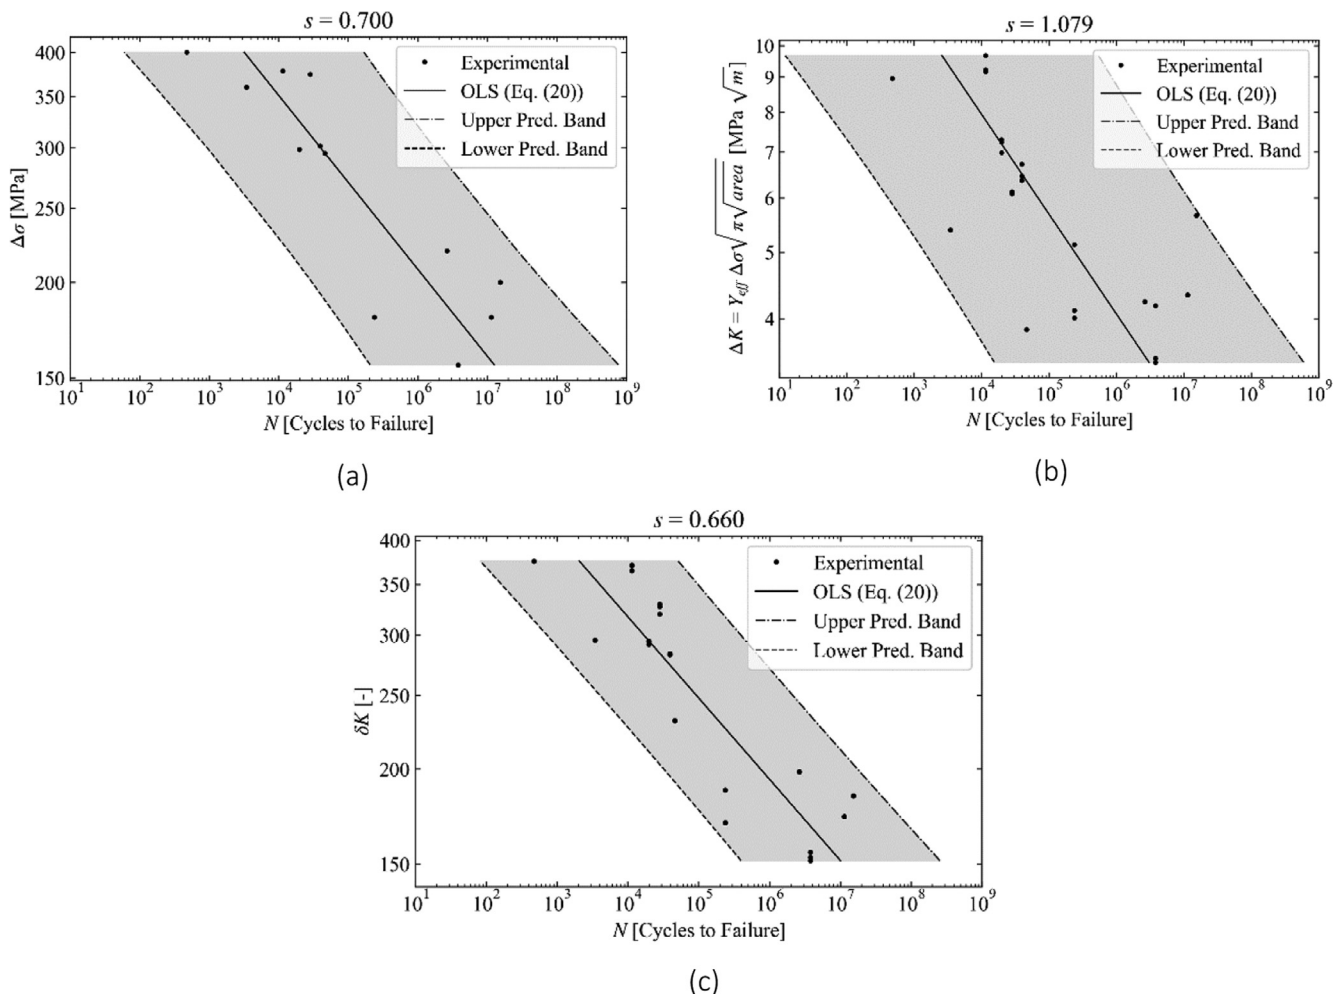 s = 0.700
400
350
300
250
200
150
Δσ [MPa]
Experimental
OLS (Eq. (20))
Upper Pred. Band
Lower Pred. Band
10¹ 10² 10³ 10⁴ 10⁵ 10⁶ 10⁷ 10⁸ 10⁹
N [Cycles to Failure]
(a)
s = 1.079
10
9
8
7
6
5
4
ΔK = Y_eff Δσ√(π√area) [MPa √m]
Experimental
OLS (Eq. (20))
Upper Pred. Band
Lower Pred. Band
10¹ 10² 10³ 10⁴ 10⁵ 10⁶ 10⁷ 10⁸ 10⁹
N [Cycles to Failure]
(b)
s = 0.660
400
350
300
250
200
150
δK [-]
Experimental
OLS (Eq. (20))
Upper Pred. Band
Lower Pred. Band
10¹ 10² 10³ 10⁴ 10⁵ 10⁶ 10⁷ 10⁸ 10⁹
N [Cycles to Failure]
(c)